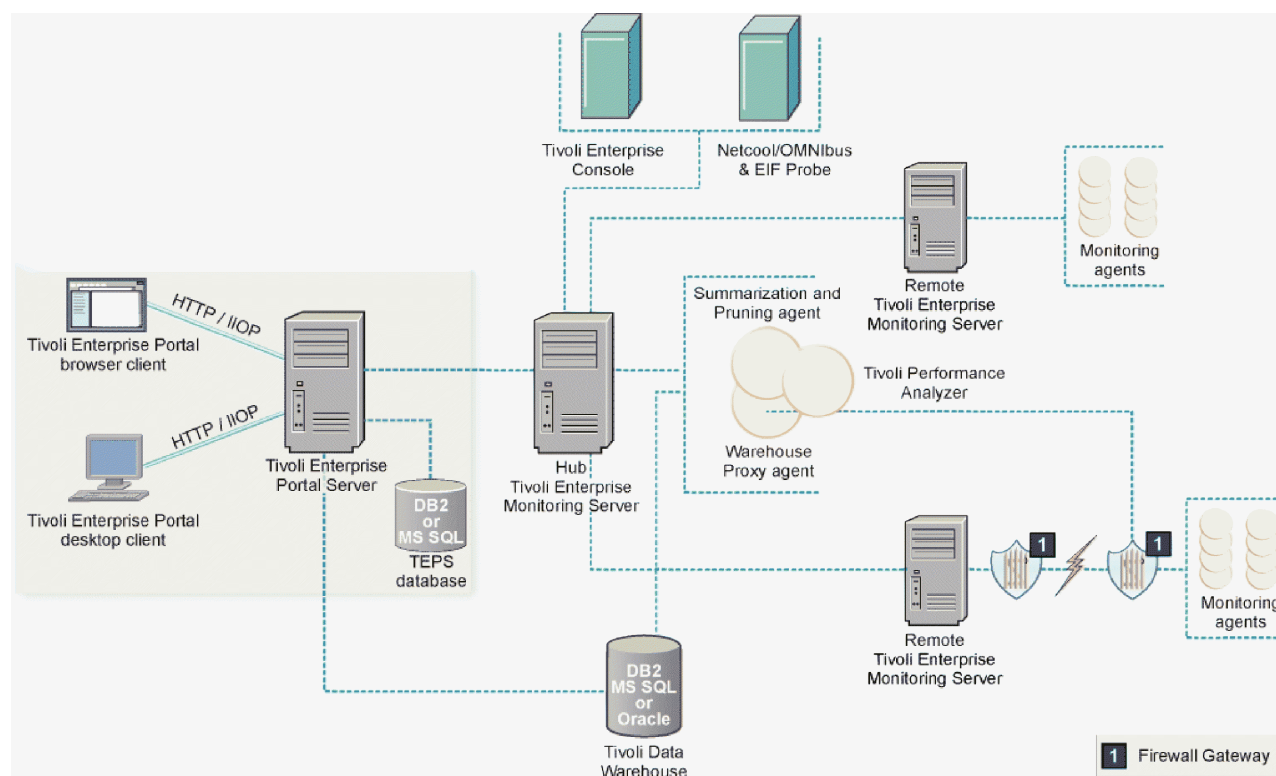 Tivoli Enterprise
Console
Netcool/OMNIbus
& EIF Probe
Monitoring
agents
Remote
Tivoli Enterprise
Monitoring Server
Summarization and
Pruning agent
HTTP / IIOP
Tivoli Enterprise Portal
browser client
Tivoli Performance
Analyzer
HTTP / IIOP
Warehouse
Proxy agent
Tivoli Enterprise
Portal Server
Hub
Tivoli Enterprise
Monitoring Server
Tivoli Enterprise Portal
desktop client
DB2
or
MS SQL
TEPS
database
1
1
Monitoring
agents
Remote
Tivoli Enterprise
Monitoring Server
DB2
MS SQL
or
Oracle
Tivoli Data
Warehouse
1 Firewall Gateway